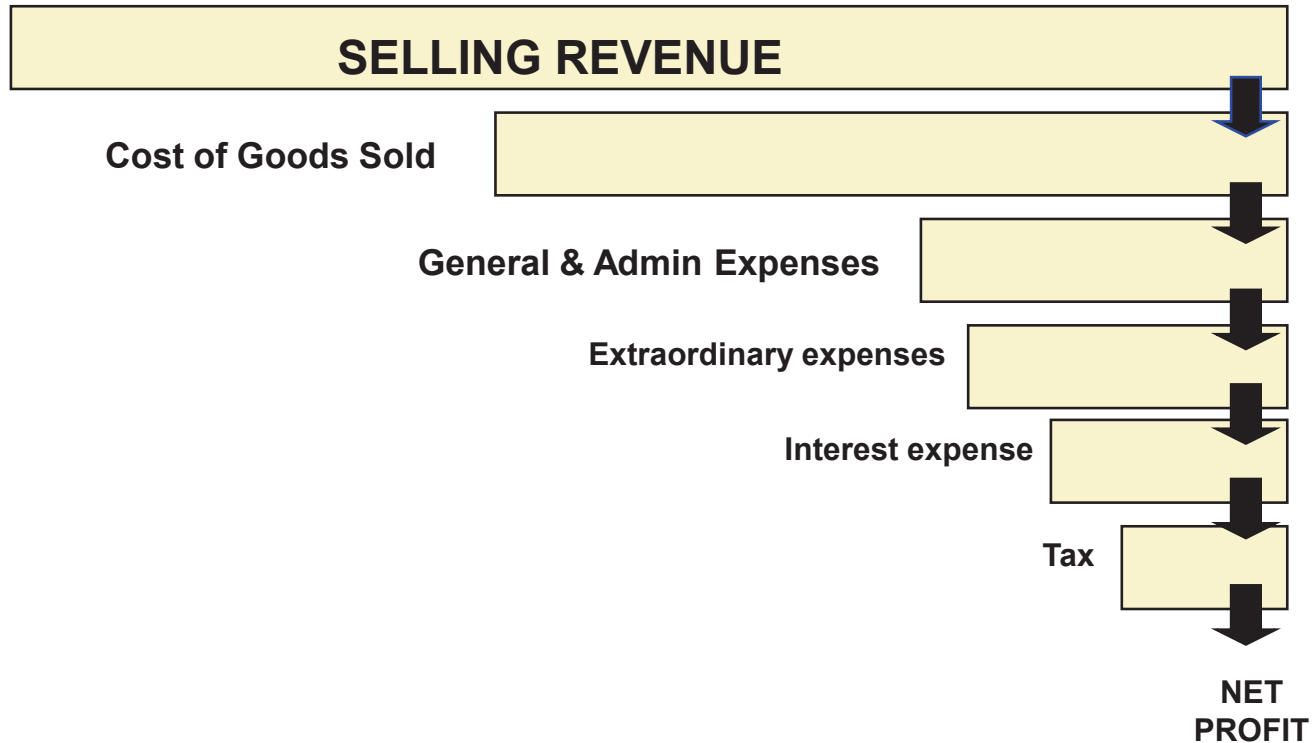 SELLING REVENUE
Cost of Goods Sold
General & Admin Expenses
Extraordinary expenses
Interest expense
Tax
NET
PROFIT